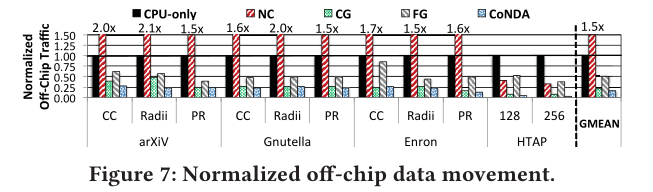 CPU-only NC CG FG CoNDA
2.0x 2.1x 1.5x 1.6x 2.0x 1.5x 1.7x 1.5x 1.6x 1.5x
Normalized
Off-Chip Traffic
1.50
1.25
1.00
0.75
0.50
0.25
0.00
CC Radii PR CC Radii PR CC Radii PR 128 256 GMEAN
arXiV Gnutella Enron HTAP
Figure 7: Normalized off-chip data movement.